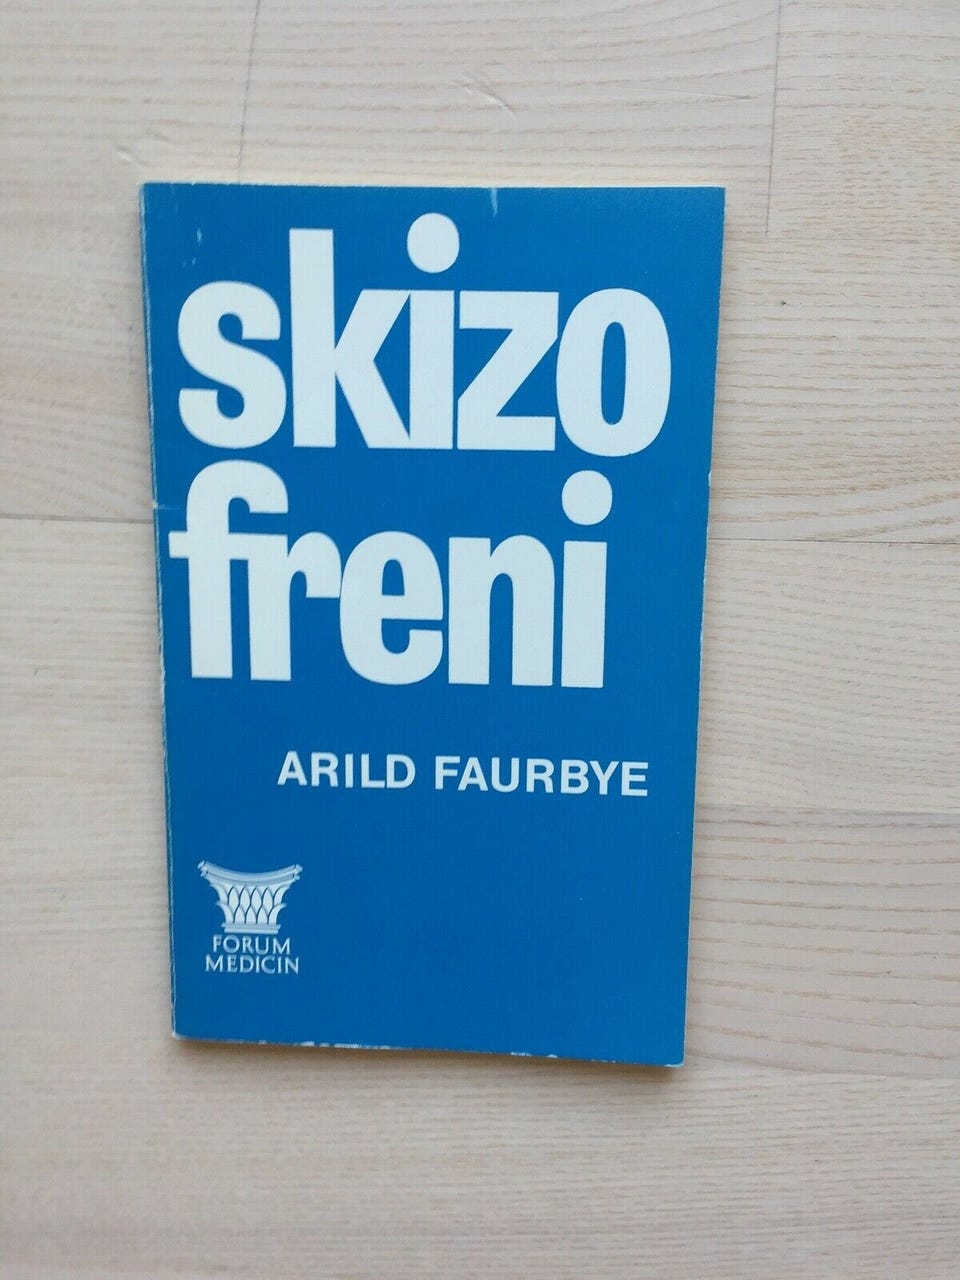 skizo
freni
ARILD FAURBYE
FORUM
MEDICIN